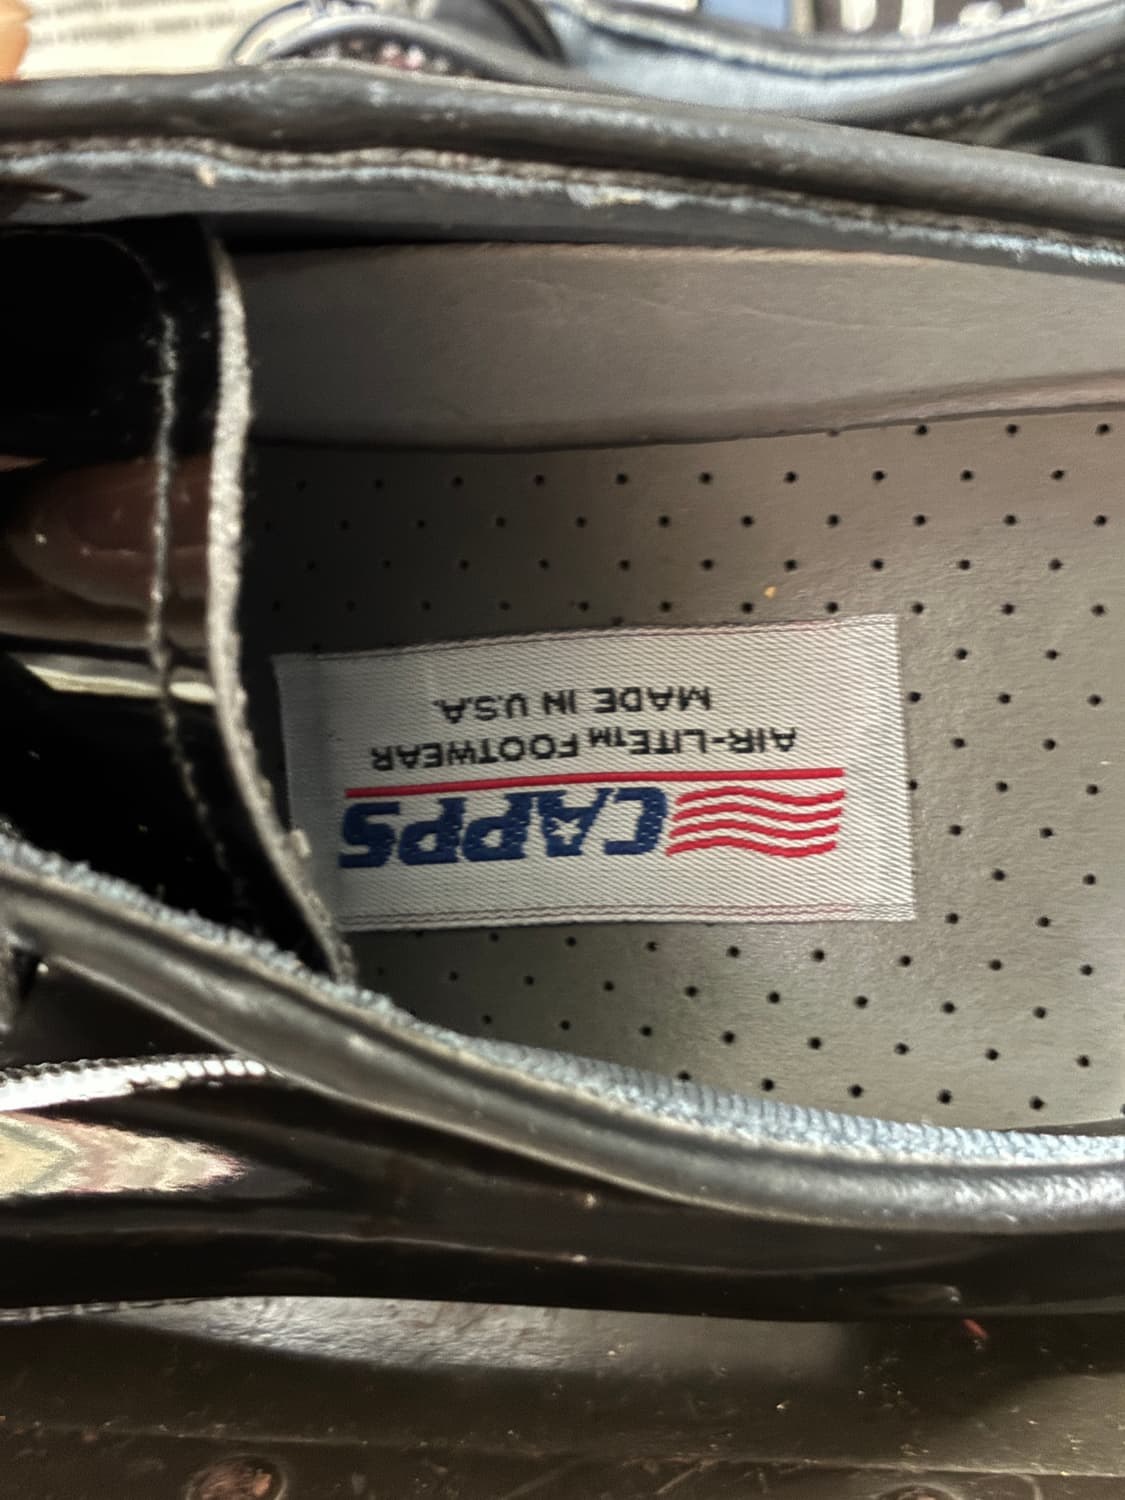 CAPPS
AIR-LITE™ FOOTWEAR
MADE IN U.S.A.